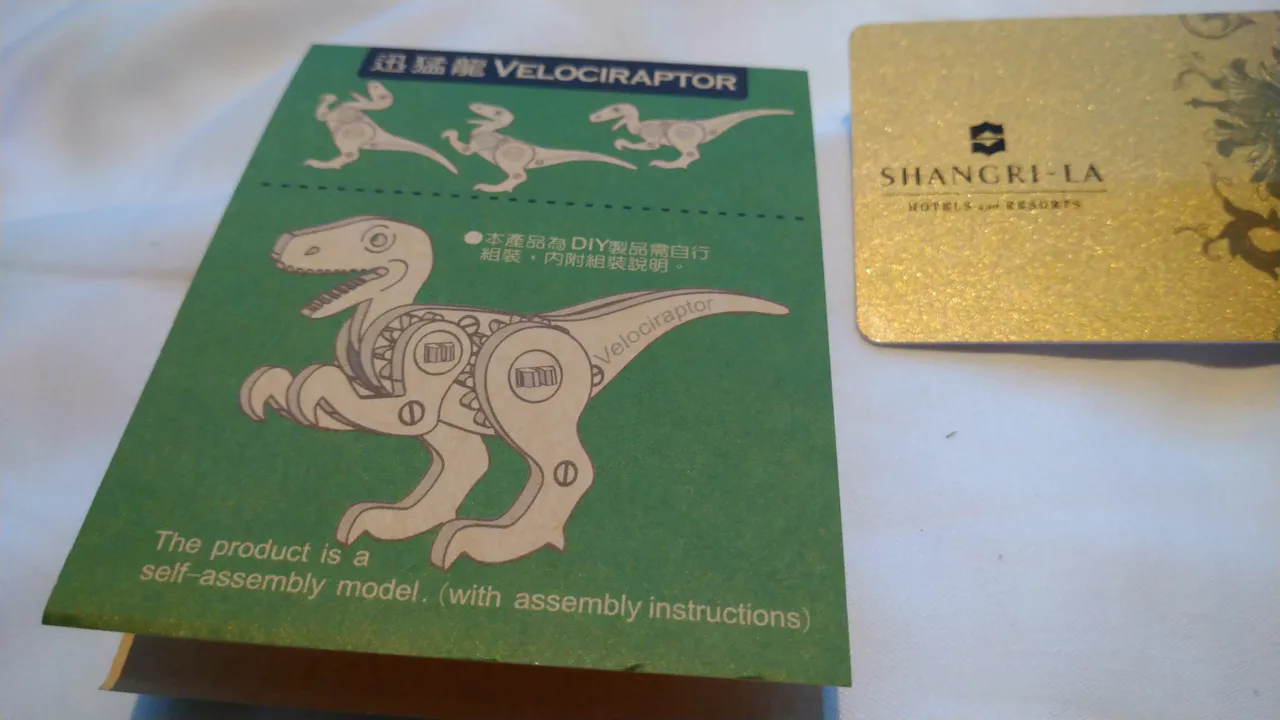 迅猛龍 VELOCIRAPTOR
●本產品為DIY製品需自行
組裝，內附組裝說明。
Velociraptor
The product is a
self-assembly model. (with assembly instructions)
SHANGRI-LA
HOTELS and RESORTS